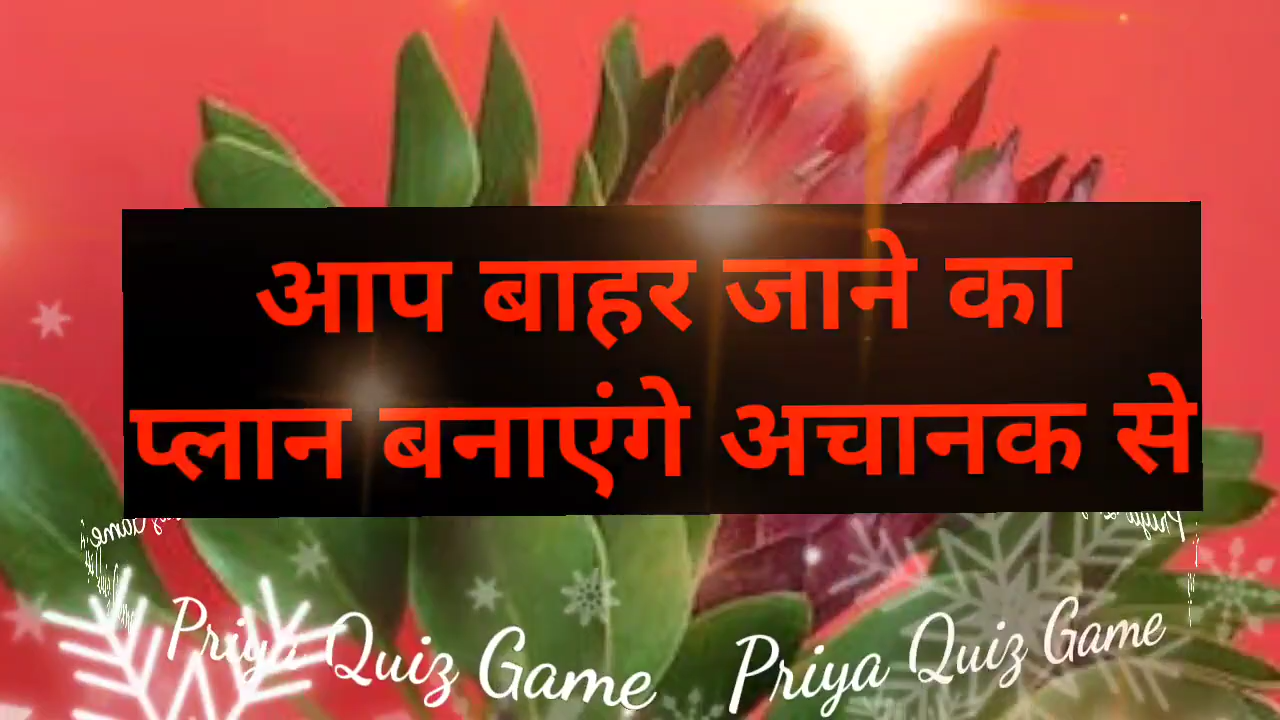 आप बाहर जाने का
प्लान बनाएंगे अचानक से
Priya Quiz Game Priya Quiz Game